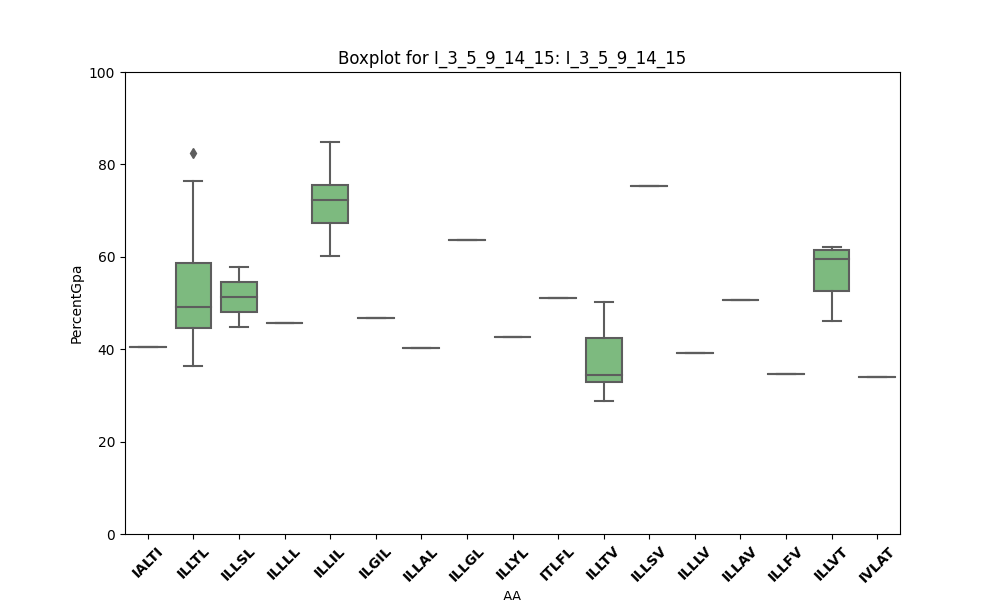 Boxplot for I_3_5_9_14_15: I_3_5_9_14_15
100
80
60
40
20
0
PercentGpa
IALTI
ILLTL
ILLSL
ILLLL
ILLIL
ILGIL
ILLAL
ILLGL
ILLYL
ITLFL
ILLTV
ILLSV
ILLLV
ILLAV
ILLFV
ILLVT
IVLAT
AA